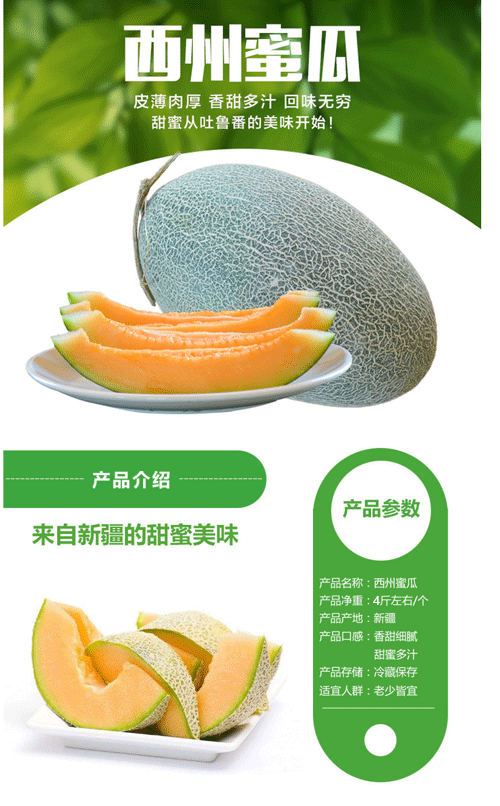 西州蜜瓜
皮薄肉厚 香甜多汁 回味无穷
甜蜜从吐鲁番的美味开始！
产品介绍
来自新疆的甜蜜美味
产品参数
产品名称：西州蜜瓜
产品净重：4斤左右/个
产品产地：新疆
产品口感：香甜细腻
甜蜜多汁
产品存储：冷藏保存
适宜人群：老少皆宜